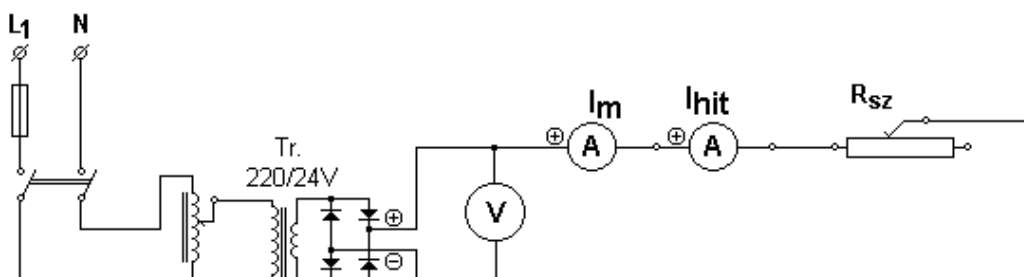 L1 N
Im Ihit Rsz
Tr.
220/24V
A A
V